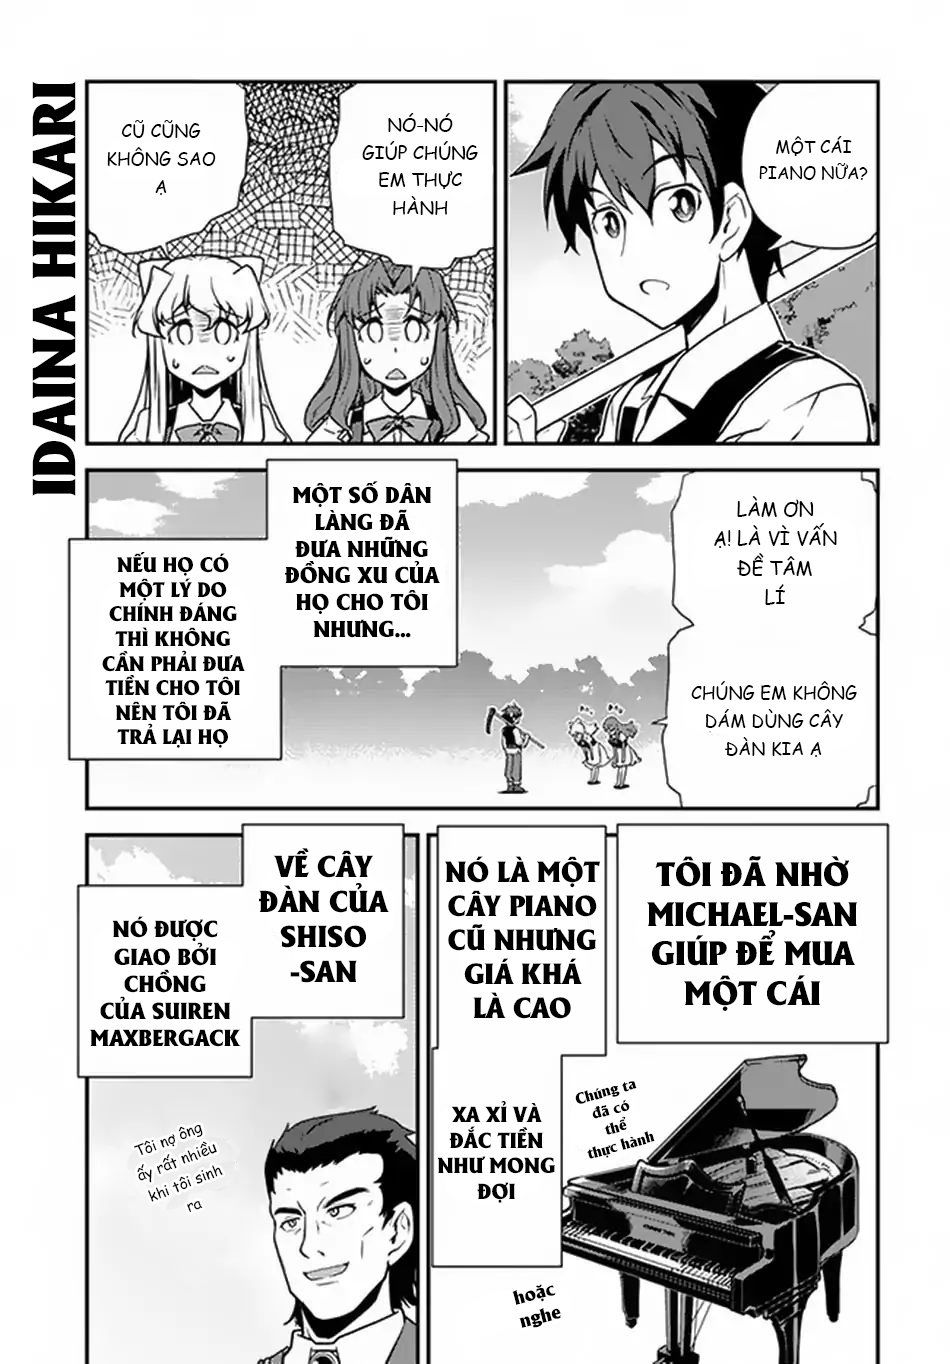 IDAINA HIKARI
MỘT CÁI
PIANO NỮA?
NÓ-NÓ
GIÚP CHÚNG
EM THỰC
HÀNH
CŨ CŨNG
KHÔNG SAO
Ạ
LÀM ƠN
Ạ! LÀ VÌ VẤN
ĐỀ TÂM
LÍ
CHÚNG EM KHÔNG
DÁM DÙNG CÂY
ĐÀN KIA Ạ
MỘT SỐ DÂN
LÀNG ĐÃ
ĐƯA NHỮNG
ĐỒNG XU CỦA
HỌ CHO TÔI
NHƯNG...
NẾU HỌ CÓ
MỘT LÝ DO
CHÍNH ĐÁNG
THÌ KHÔNG
CẦN PHẢI ĐƯA
TIỀN CHO TÔI
NÊN TÔI ĐÃ
TRẢ LẠI HỌ
TÔI ĐÃ NHỜ
MICHAEL-SAN
GIÚP ĐỂ MUA
MỘT CÁI
NÓ LÀ MỘT
CÂY PIANO
CŨ NHƯNG
GIÁ KHÁ
LÀ CAO
XA XỈ VÀ
ĐẮC TIỀN
NHƯ MONG
ĐỢI
Chúng ta
đã có
thể
thực hành
hoặc
nghe
VỀ CÂY
ĐÀN CỦA
SHISO
-SAN
NÓ ĐƯỢC
GIAO BỞI
CHỒNG
CỦA SUIREN
MAXBERGACK
Tôi nợ ông
ấy rất nhiều
khi tôi sinh
ra